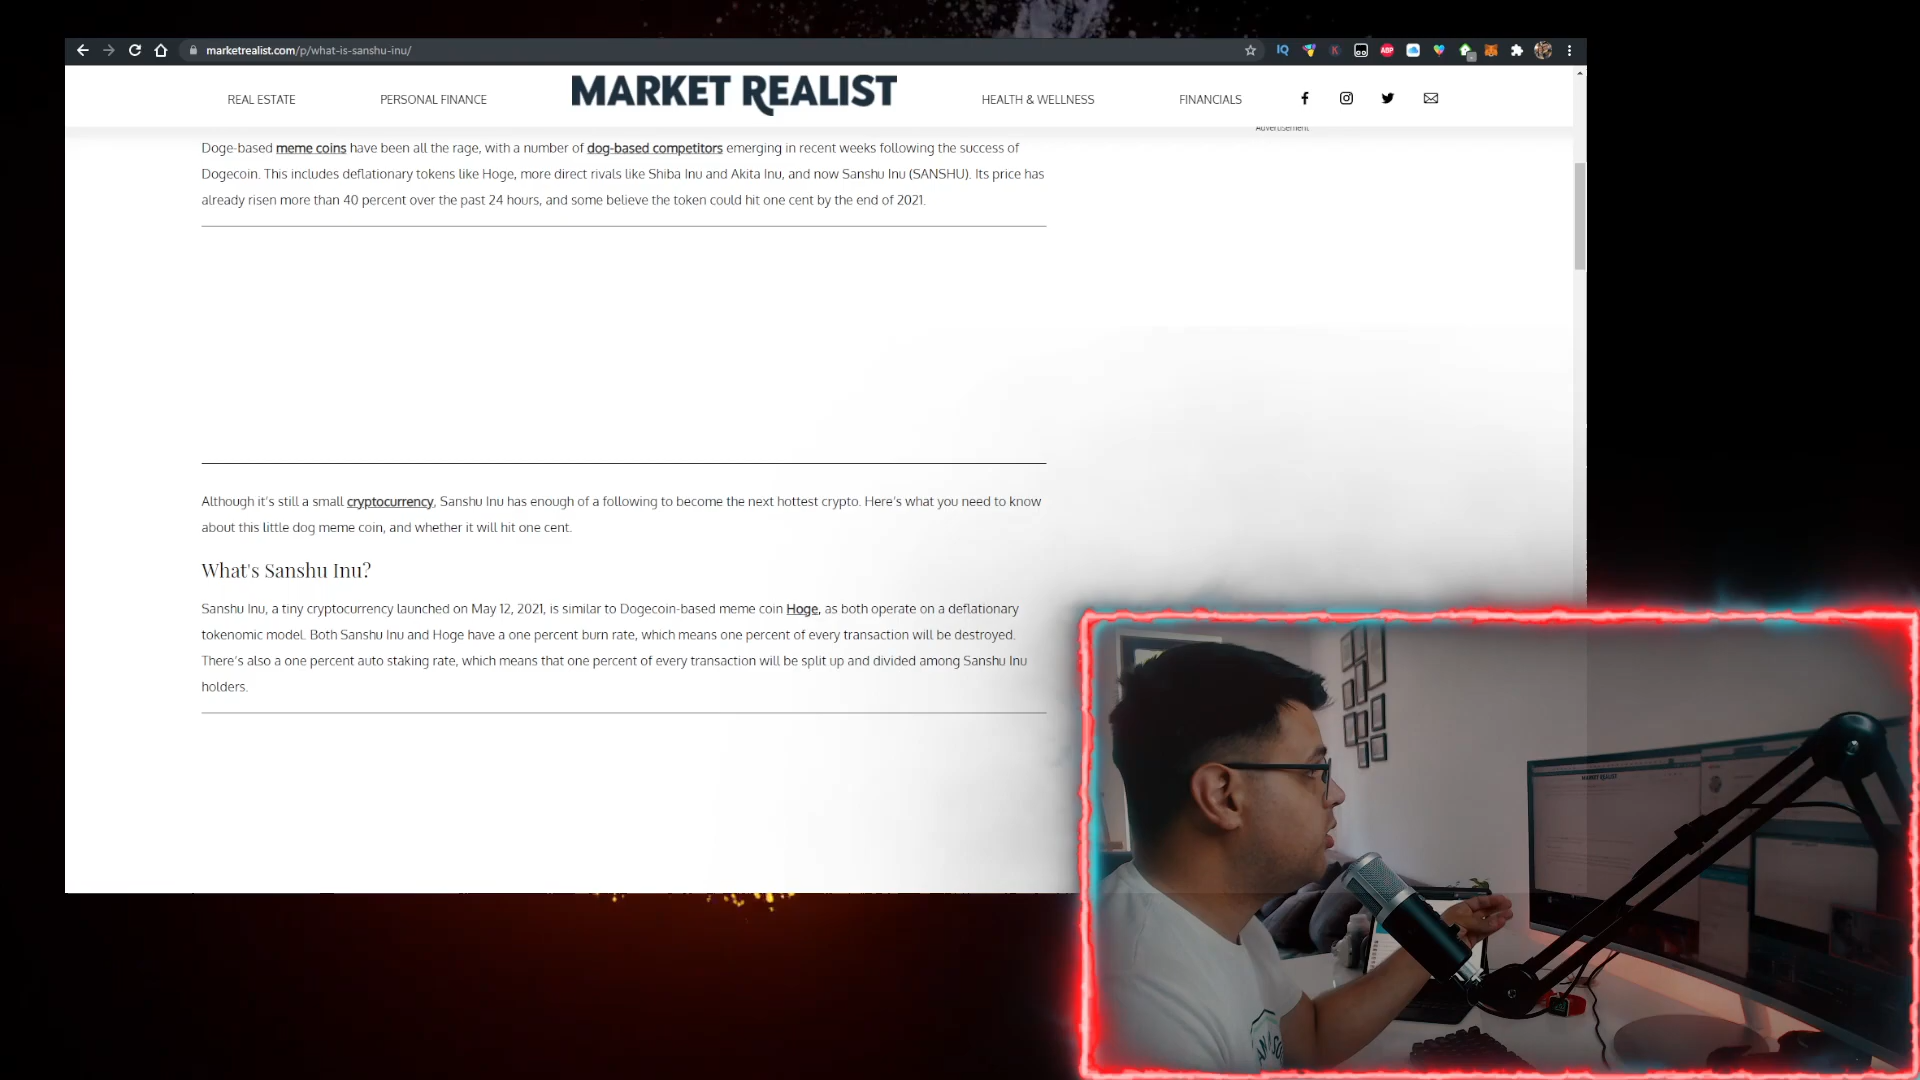 marketrealist.com/p/what-is-sanshu-inu/
IQ
ABP
REAL ESTATE
PERSONAL FINANCE
MARKET REALIST
HEALTH & WELLNESS
FINANCIALS
Advertisement
Doge-based meme coins have been all the rage, with a number of dog-based competitors emerging in recent weeks following the success of
Dogecoin. This includes deflationary tokens like Hoge, more direct rivals like Shiba Inu and Akita Inu, and now Sanshu Inu (SANSHU). Its price has
already risen more than 40 percent over the past 24 hours, and some believe the token could hit one cent by the end of 2021.
Although it's still a small cryptocurrency, Sanshu Inu has enough of a following to become the next hottest crypto. Here's what you need to know
about this little dog meme coin, and whether it will hit one cent.
What's Sanshu Inu?
Sanshu Inu, a tiny cryptocurrency launched on May 12, 2021, is similar to Dogecoin-based meme coin Hoge, as both operate on a deflationary
tokenomic model. Both Sanshu Inu and Hoge have a one percent burn rate, which means one percent of every transaction will be destroyed.
There's also a one percent auto staking rate, which means that one percent of every transaction will be split up and divided among Sanshu Inu
holders.
MARKET REALIST